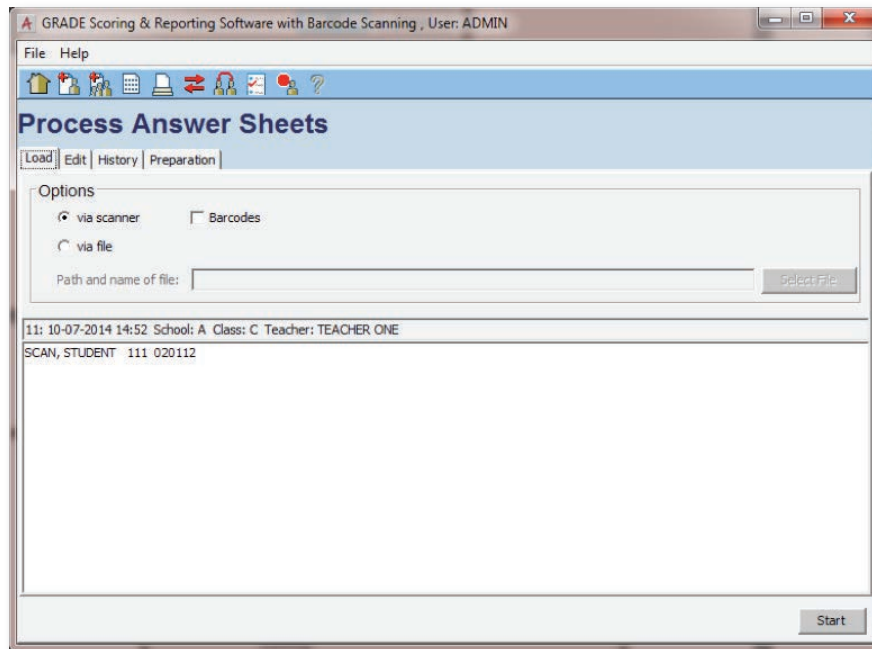 GRADE Scoring & Reporting Software with Barcode Scanning , User: ADMIN
File Help
Process Answer Sheets
Load Edit History Preparation
Options
via scanner Barcodes
via file
Path and name of file: Select File
11: 10-07-2014 14:52 School: A Class: C Teacher: TEACHER ONE
SCAN, STUDENT 111 020112
Start